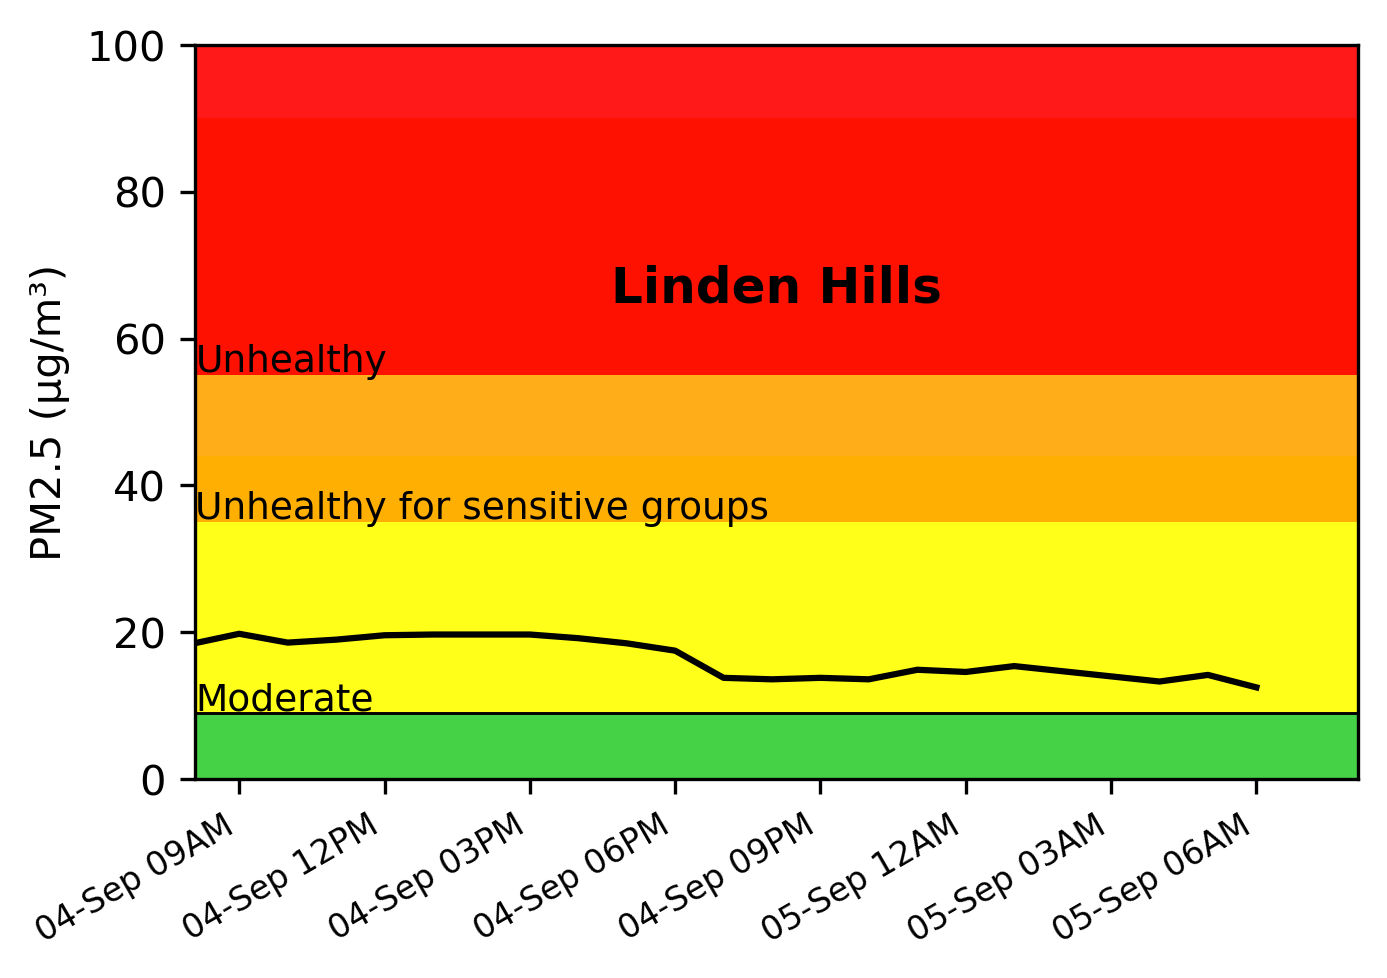 100
80
60
40
20
0
PM2.5 (µg/m³)
Linden Hills
Unhealthy
Unhealthy for sensitive groups
Moderate
04-Sep 09AM
04-Sep 12PM
04-Sep 03PM
04-Sep 06PM
04-Sep 09PM
05-Sep 12AM
05-Sep 03AM
05-Sep 06AM